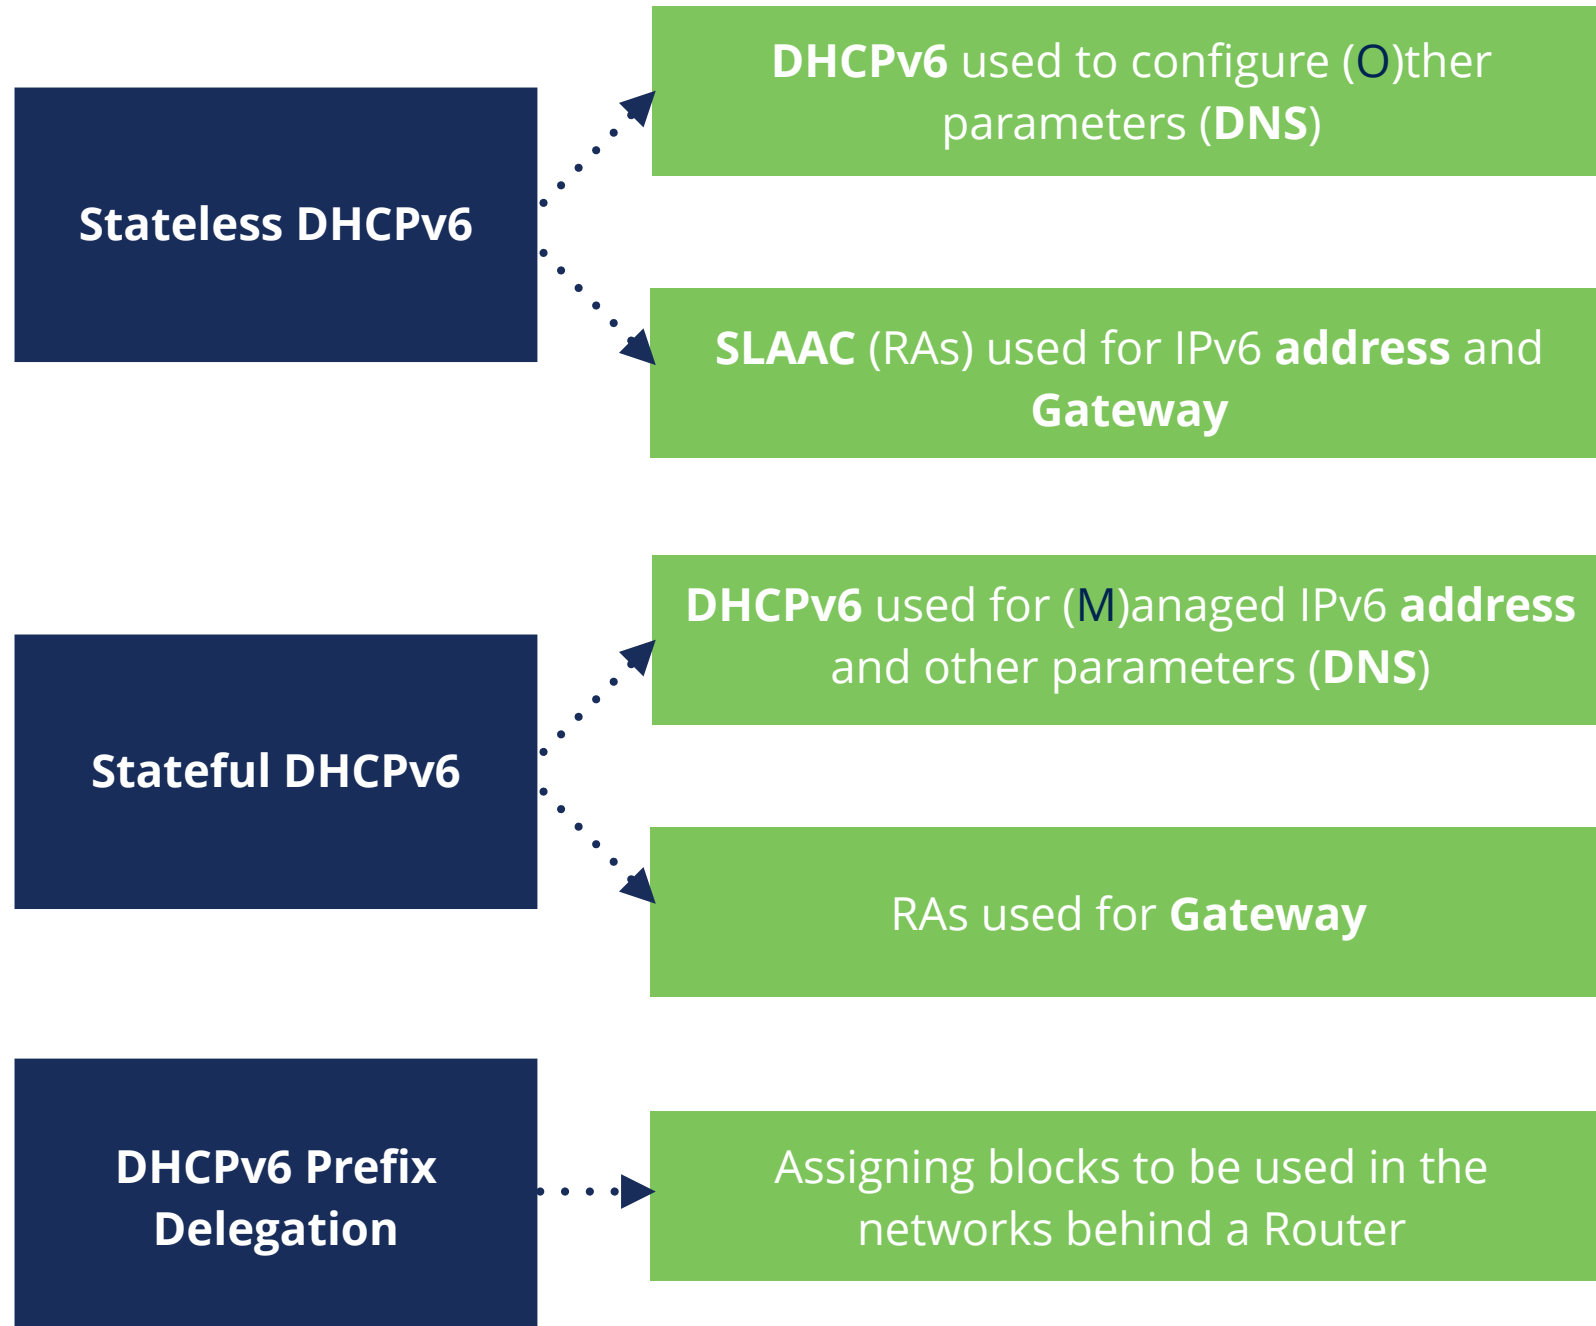 Stateless DHCPv6
DHCPv6 used to configure (O)ther
parameters (DNS)
SLAAC (RAs) used for IPv6 address and
Gateway
Stateful DHCPv6
DHCPv6 used for (M)anaged IPv6 address
and other parameters (DNS)
RAs used for Gateway
DHCPv6 Prefix
Delegation
Assigning blocks to be used in the
networks behind a Router